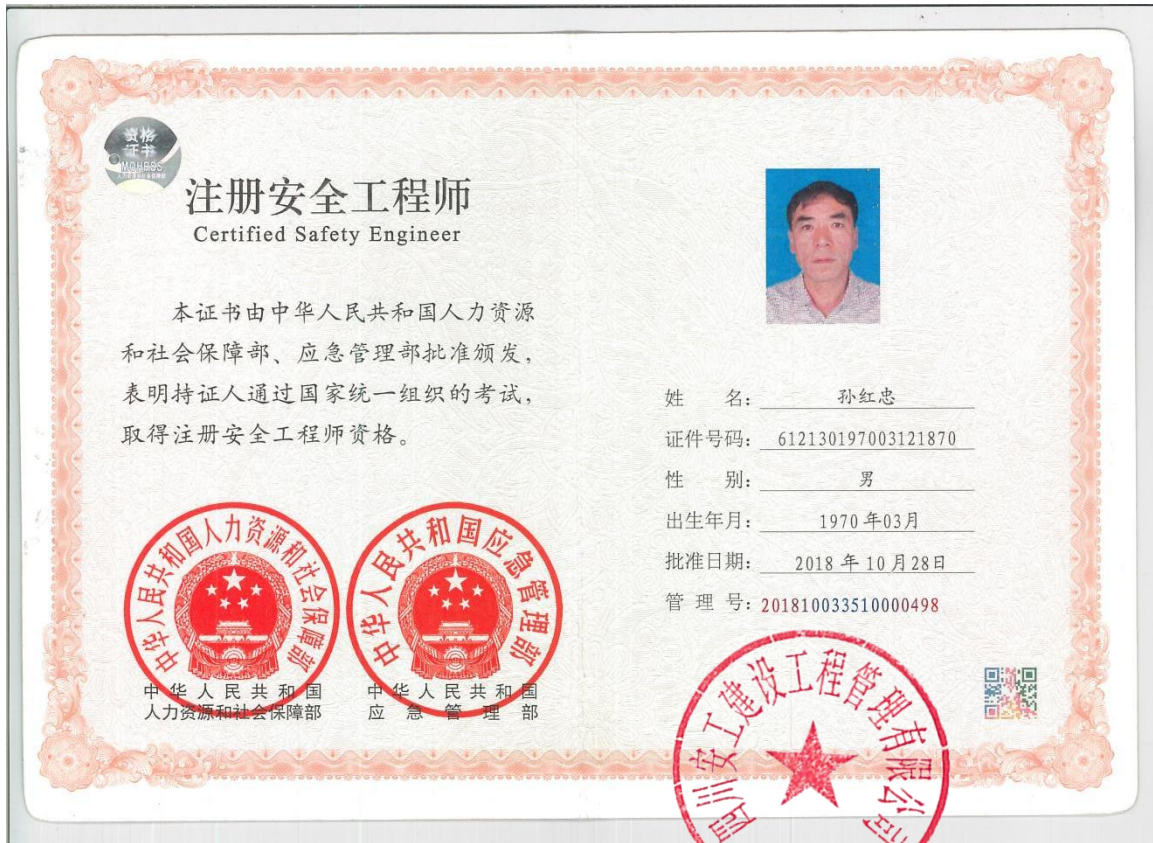 资格
证书
MOHRSS
注册安全工程师
Certified Safety Engineer
本证书由中华人民共和国人力资源
和社会保障部、应急管理部批准颁发，
表明持证人通过国家统一组织的考试，
取得注册安全工程师资格。
中华人民共和国人力资源和社会保障部
中华人民共和国应急管理部
中华人民共和国
人力资源和社会保障部
中华人民共和国
应急管理部
姓 名： 孙红忠
证件号码： 612130197003121870
性 别： 男
出生年月： 1970年03月
批准日期： 2018年10月28日
管 理 号： 201810033510000498
四川安工建设工程管理有限公司